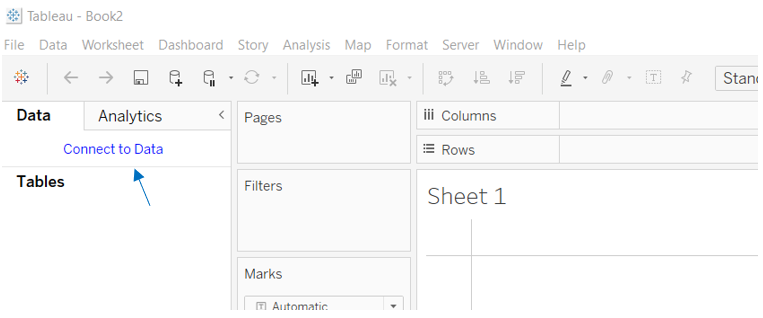 Tableau - Book2
File Data Worksheet Dashboard Story Analysis Map Format Server Window Help
Stand
Data Analytics
Connect to Data
Tables
Pages
Filters
Marks
Automatic
Columns
Rows
Sheet 1